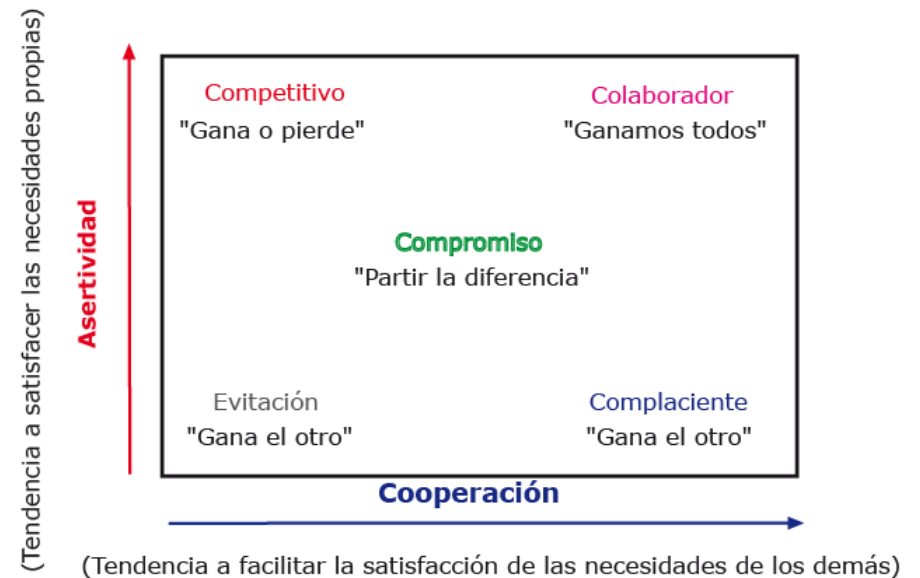 (Tendencia a satisfacer las necesidades propias)
Asertividad
Competitivo
"Gana o pierde"
Colaborador
"Ganamos todos"
Compromiso
"Partir la diferencia"
Evitación
"Gana el otro"
Complaciente
"Gana el otro"
Cooperación
(Tendencia a facilitar la satisfacción de las necesidades de los demás)